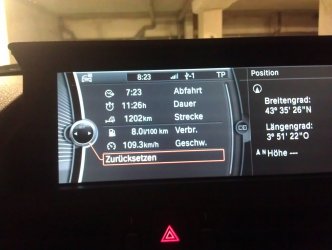 8:23 1 TP
7:23 Abfahrt
11:26h Dauer
1202km Strecke
8.0l/100 km Verbr.
109.3km/h Geschw.
Zurücksetzen
Position
Breitengrad:
43° 35' 26"N
Längengrad:
3° 51' 22"O
A N Höhe ---